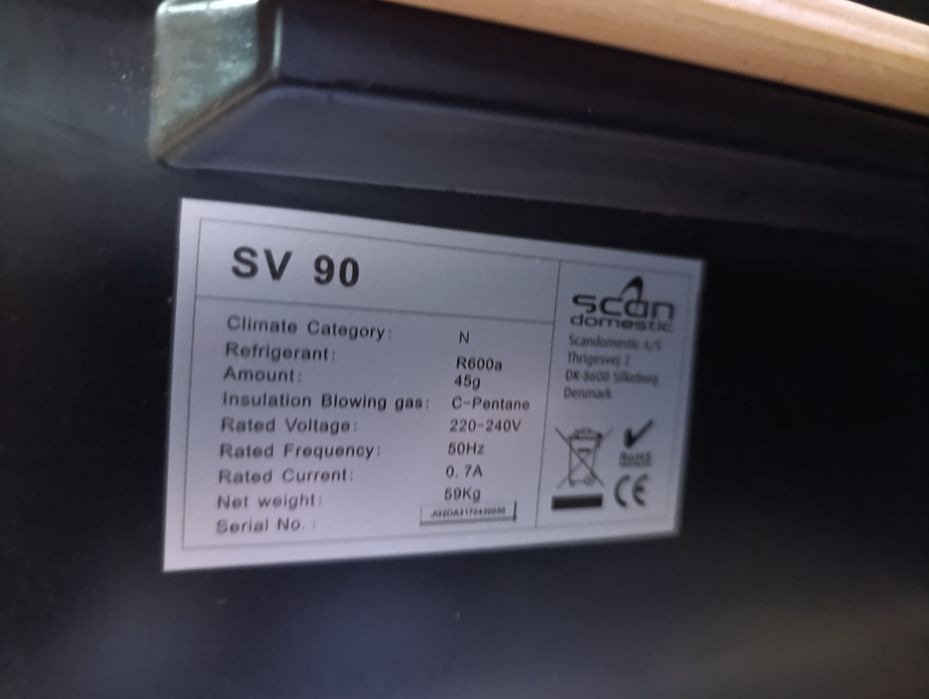 SV 90
Climate Category: N
Refrigerant: R600a
Amount: 45g
Insulation Blowing gas: C-Pentane
Rated Voltage: 220-240V
Rated Frequency: 50Hz
Rated Current: 0.7A
Net weight: 59Kg
Serial No. :
scan
domestic
Scandomestic A/S
Thrigesvej 2
DK-8600 Silkeborg
Denmark
RoHS
CE